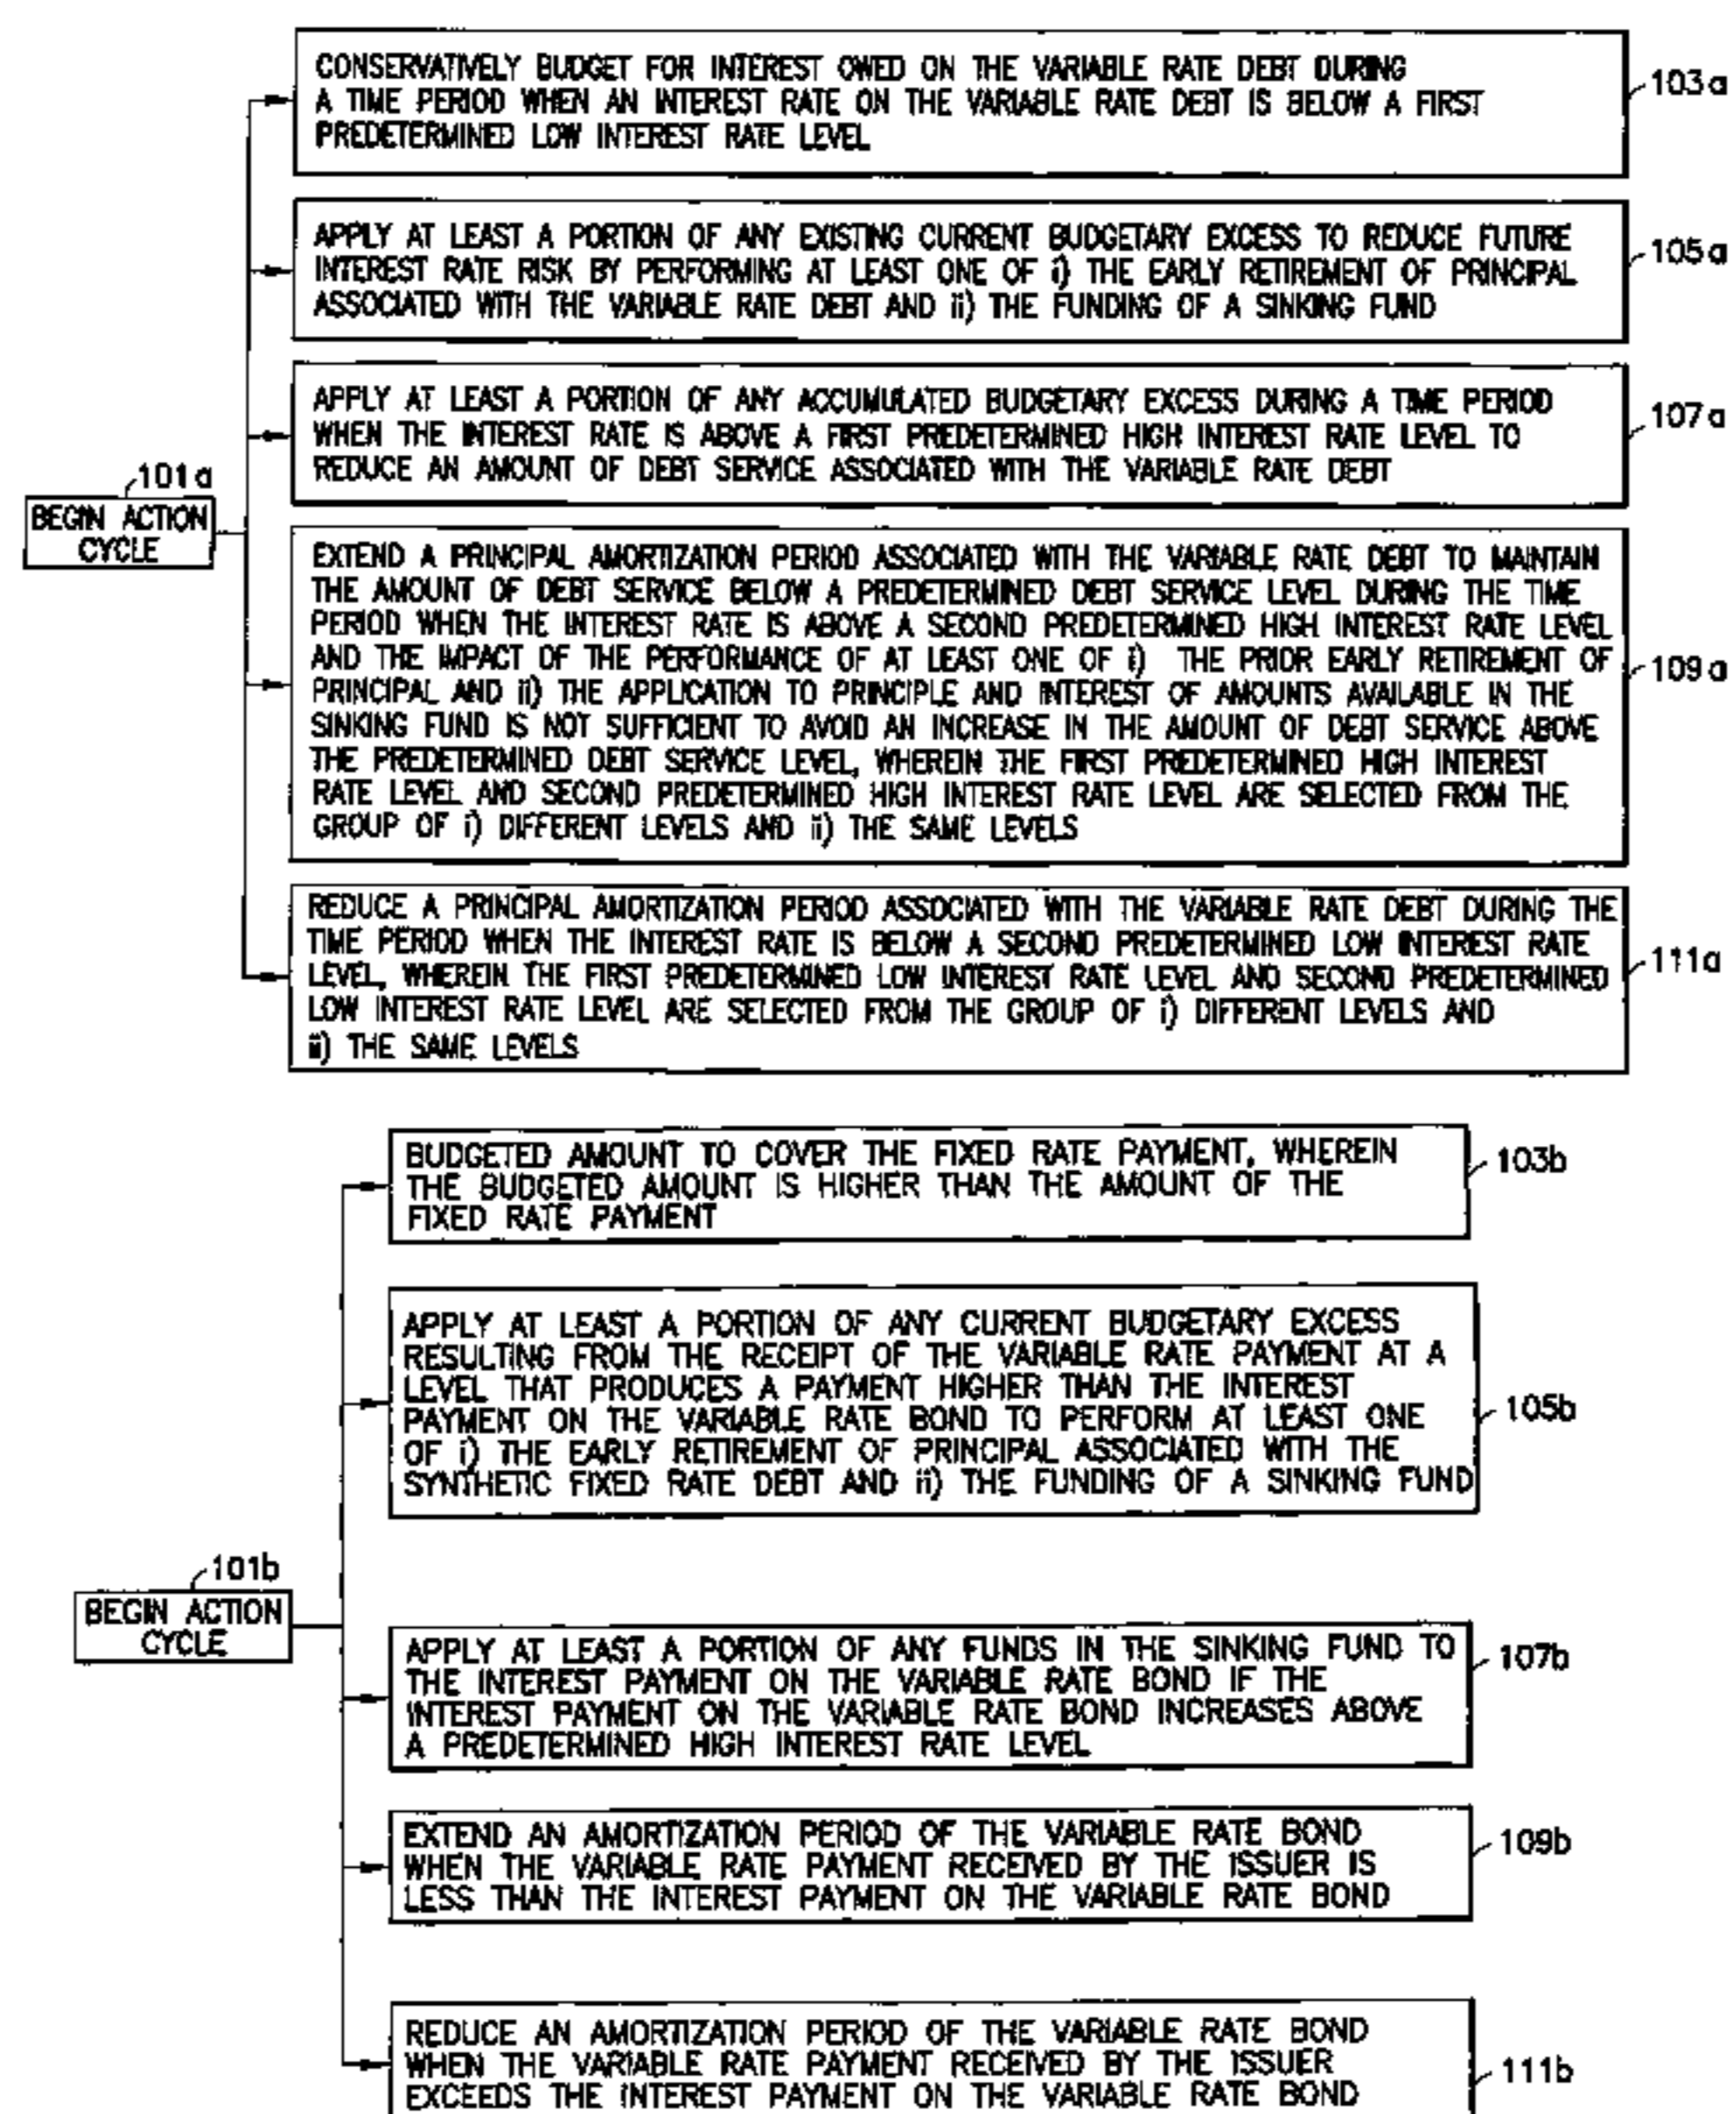 CONSERVATIVELY BUDGET FOR INTEREST OWED ON THE VARIABLE RATE DEBT DURING
A TIME PERIOD WHEN AN INTEREST RATE ON THE VARIABLE RATE DEBT IS BELOW A FIRST
PREDETERMINED LOW INTEREST RATE LEVEL
103a
APPLY AT LEAST A PORTION OF ANY EXISTING CURRENT BUDGETARY EXCESS TO REDUCE FUTURE
INTEREST RATE RISK BY PERFORMING AT LEAST ONE OF i) THE EARLY RETIREMENT OF PRINCIPAL
ASSOCIATED WITH THE VARIABLE RATE DEBT AND ii) THE FUNDING OF A SINKING FUND
105a
APPLY AT LEAST A PORTION OF ANY ACCUMULATED BUDGETARY EXCESS DURING A TIME PERIOD
WHEN THE INTEREST RATE IS ABOVE A FIRST PREDETERMINED HIGH INTEREST RATE LEVEL TO
REDUCE AN AMOUNT OF DEBT SERVICE ASSOCIATED WITH THE VARIABLE RATE DEBT
107a
101a
BEGIN ACTION
CYCLE
EXTEND A PRINCIPAL AMORTIZATION PERIOD ASSOCIATED WITH THE VARIABLE RATE DEBT TO MAINTAIN
THE AMOUNT OF DEBT SERVICE BELOW A PREDETERMINED DEBT SERVICE LEVEL DURING THE TIME
PERIOD WHEN THE INTEREST RATE IS ABOVE A SECOND PREDETERMINED HIGH INTEREST RATE LEVEL
AND THE IMPACT OF THE PERFORMANCE OF AT LEAST ONE OF i) THE PRIOR EARLY RETIREMENT OF
PRINCIPAL AND ii) THE APPLICATION TO PRINCIPLE AND INTEREST OF AMOUNTS AVAILABLE IN THE
SINKING FUND IS NOT SUFFICIENT TO AVOID AN INCREASE IN THE AMOUNT OF DEBT SERVICE ABOVE
THE PREDETERMINED DEBT SERVICE LEVEL, WHEREIN THE FIRST PREDETERMINED HIGH INTEREST
RATE LEVEL AND SECOND PREDETERMINED HIGH INTEREST RATE LEVEL ARE SELECTED FROM THE
GROUP OF i) DIFFERENT LEVELS AND ii) THE SAME LEVELS
109a
REDUCE A PRINCIPAL AMORTIZATION PERIOD ASSOCIATED WITH THE VARIABLE RATE DEBT DURING THE
TIME PERIOD WHEN THE INTEREST RATE IS BELOW A SECOND PREDETERMINED LOW INTEREST RATE
LEVEL, WHEREIN THE FIRST PREDETERMINED LOW INTEREST RATE LEVEL AND SECOND PREDETERMINED
LOW INTEREST RATE LEVEL ARE SELECTED FROM THE GROUP OF i) DIFFERENT LEVELS AND
ii) THE SAME LEVELS
111a
BUDGETED AMOUNT TO COVER THE FIXED RATE PAYMENT, WHEREIN
THE BUDGETED AMOUNT IS HIGHER THAN THE AMOUNT OF THE
FIXED RATE PAYMENT
103b
APPLY AT LEAST A PORTION OF ANY CURRENT BUDGETARY EXCESS
RESULTING FROM THE RECEIPT OF THE VARIABLE RATE PAYMENT AT A
LEVEL THAT PRODUCES A PAYMENT HIGHER THAN THE INTEREST
PAYMENT ON THE VARIABLE RATE BOND TO PERFORM AT LEAST ONE
OF i) THE EARLY RETIREMENT OF PRINCIPAL ASSOCIATED WITH THE
SYNTHETIC FIXED RATE DEBT AND ii) THE FUNDING OF A SINKING FUND
105b
101b
BEGIN ACTION
CYCLE
APPLY AT LEAST A PORTION OF ANY FUNDS IN THE SINKING FUND TO
THE INTEREST PAYMENT ON THE VARIABLE RATE BOND IF THE
INTEREST PAYMENT ON THE VARIABLE RATE BOND INCREASES ABOVE
A PREDETERMINED HIGH INTEREST RATE LEVEL
107b
EXTEND AN AMORTIZATION PERIOD OF THE VARIABLE RATE BOND
WHEN THE VARIABLE RATE PAYMENT RECEIVED BY THE ISSUER IS
LESS THAN THE INTEREST PAYMENT ON THE VARIABLE RATE BOND
109b
REDUCE AN AMORTIZATION PERIOD OF THE VARIABLE RATE BOND
WHEN THE VARIABLE RATE PAYMENT RECEIVED BY THE ISSUER
EXCEEDS THE INTEREST PAYMENT ON THE VARIABLE RATE BOND
111b